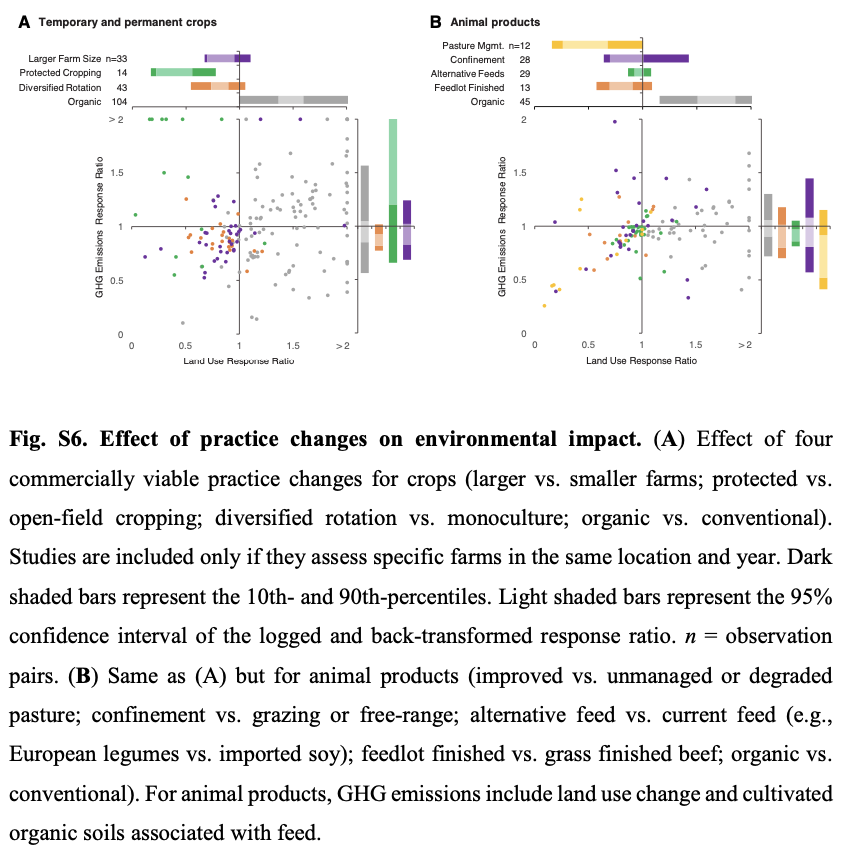 A Temporary and permanent crops
Larger Farm Size n=33
Protected Cropping 14
Diversified Rotation 43
Organic 104
> 2
1.5
1
0.5
0
GHG Emissions Response Ratio
0 0.5 1 1.5 > 2
Land Use Response Ratio
B Animal products
Pasture Mgmt. n=12
Confinement 28
Alternative Feeds 29
Feedlot Finished 13
Organic 45
2
1.5
1
0.5
0
GHG Emissions Response Ratio
0 0.5 1 1.5 > 2
Land Use Response Ratio
Fig. S6. Effect of practice changes on environmental impact. (A) Effect of four
commercially viable practice changes for crops (larger vs. smaller farms; protected vs.
open-field cropping; diversified rotation vs. monoculture; organic vs. conventional).
Studies are included only if they assess specific farms in the same location and year. Dark
shaded bars represent the 10th- and 90th-percentiles. Light shaded bars represent the 95%
confidence interval of the logged and back-transformed response ratio. n = observation
pairs. (B) Same as (A) but for animal products (improved vs. unmanaged or degraded
pasture; confinement vs. grazing or free-range; alternative feed vs. current feed (e.g.,
European legumes vs. imported soy); feedlot finished vs. grass finished beef; organic vs.
conventional). For animal products, GHG emissions include land use change and cultivated
organic soils associated with feed.